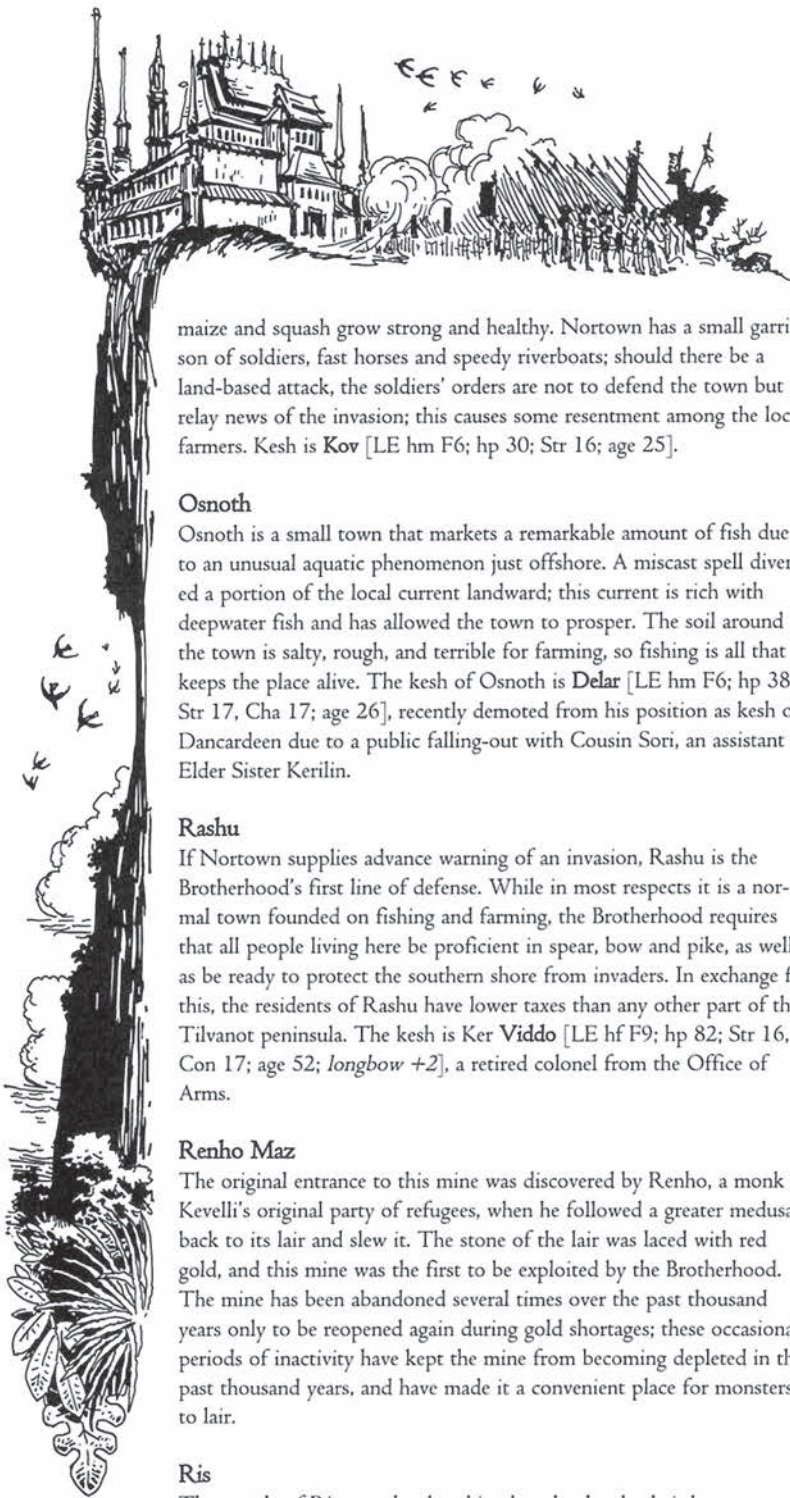 maize and squash grow strong and healthy. Nortown has a small garri
son of soldiers, fast horses and speedy riverboats; should there be a
land-based attack, the soldiers' orders are not to defend the town but
relay news of the invasion; this causes some resentment among the loc
farmers. Kesh is Kov [LE hm F6; hp 30; Str 16; age 25].
Osnoth
Osnoth is a small town that markets a remarkable amount of fish due
to an unusual aquatic phenomenon just offshore. A miscast spell diver
ed a portion of the local current landward; this current is rich with
deepwater fish and has allowed the town to prosper. The soil around
the town is salty, rough, and terrible for farming, so fishing is all that
keeps the place alive. The kesh of Osnoth is Delar [LE hm F6; hp 38
Str 17, Cha 17; age 26], recently demoted from his position as kesh o
Dancardeen due to a public falling-out with Cousin Sori, an assistant
Elder Sister Kerilin.
Rashu
If Nortown supplies advance warning of an invasion, Rashu is the
Brotherhood's first line of defense. While in most respects it is a nor-
mal town founded on fishing and farming, the Brotherhood requires
that all people living here be proficient in spear, bow and pike, as well
as be ready to protect the southern shore from invaders. In exchange f
this, the residents of Rashu have lower taxes than any other part of th
Tilvanot peninsula. The kesh is Ker Viddo [LE hf F9; hp 82; Str 16,
Con 17; age 52; longbow +2], a retired colonel from the Office of
Arms.
Renho Maz
The original entrance to this mine was discovered by Renho, a monk
Kevelli's original party of refugees, when he followed a greater medusa
back to its lair and slew it. The stone of the lair was laced with red
gold, and this mine was the first to be exploited by the Brotherhood.
The mine has been abandoned several times over the past thousand
years only to be reopened again during gold shortages; these occasiona
periods of inactivity have kept the mine from becoming depleted in th
past thousand years, and have made it a convenient place for monsters
to lair.
Ris